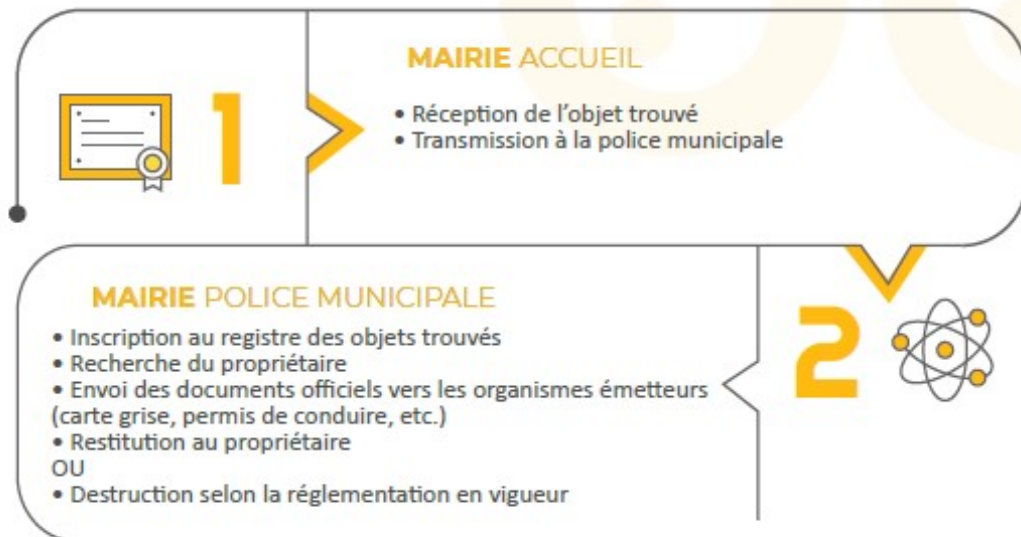 1
MAIRIE ACCUEIL
• Réception de l'objet trouvé
• Transmission à la police municipale
2
MAIRIE POLICE MUNICIPALE
• Inscription au registre des objets trouvés
• Recherche du propriétaire
• Envoi des documents officiels vers les organismes émetteurs
(carte grise, permis de conduire, etc.)
• Restitution au propriétaire
OU
• Destruction selon la réglementation en vigueur